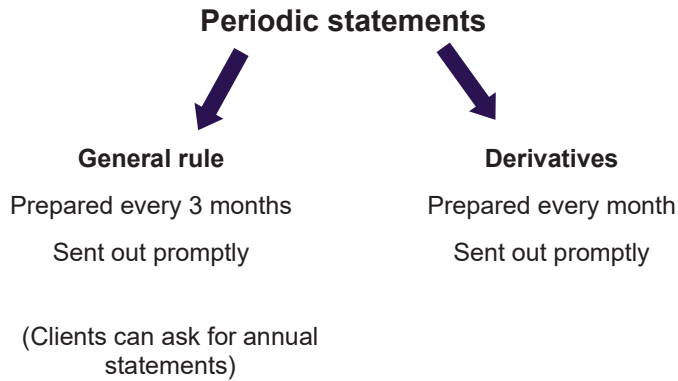 Periodic statements
General rule
Prepared every 3 months
Sent out promptly
(Clients can ask for annual
statements)
Derivatives
Prepared every month
Sent out promptly